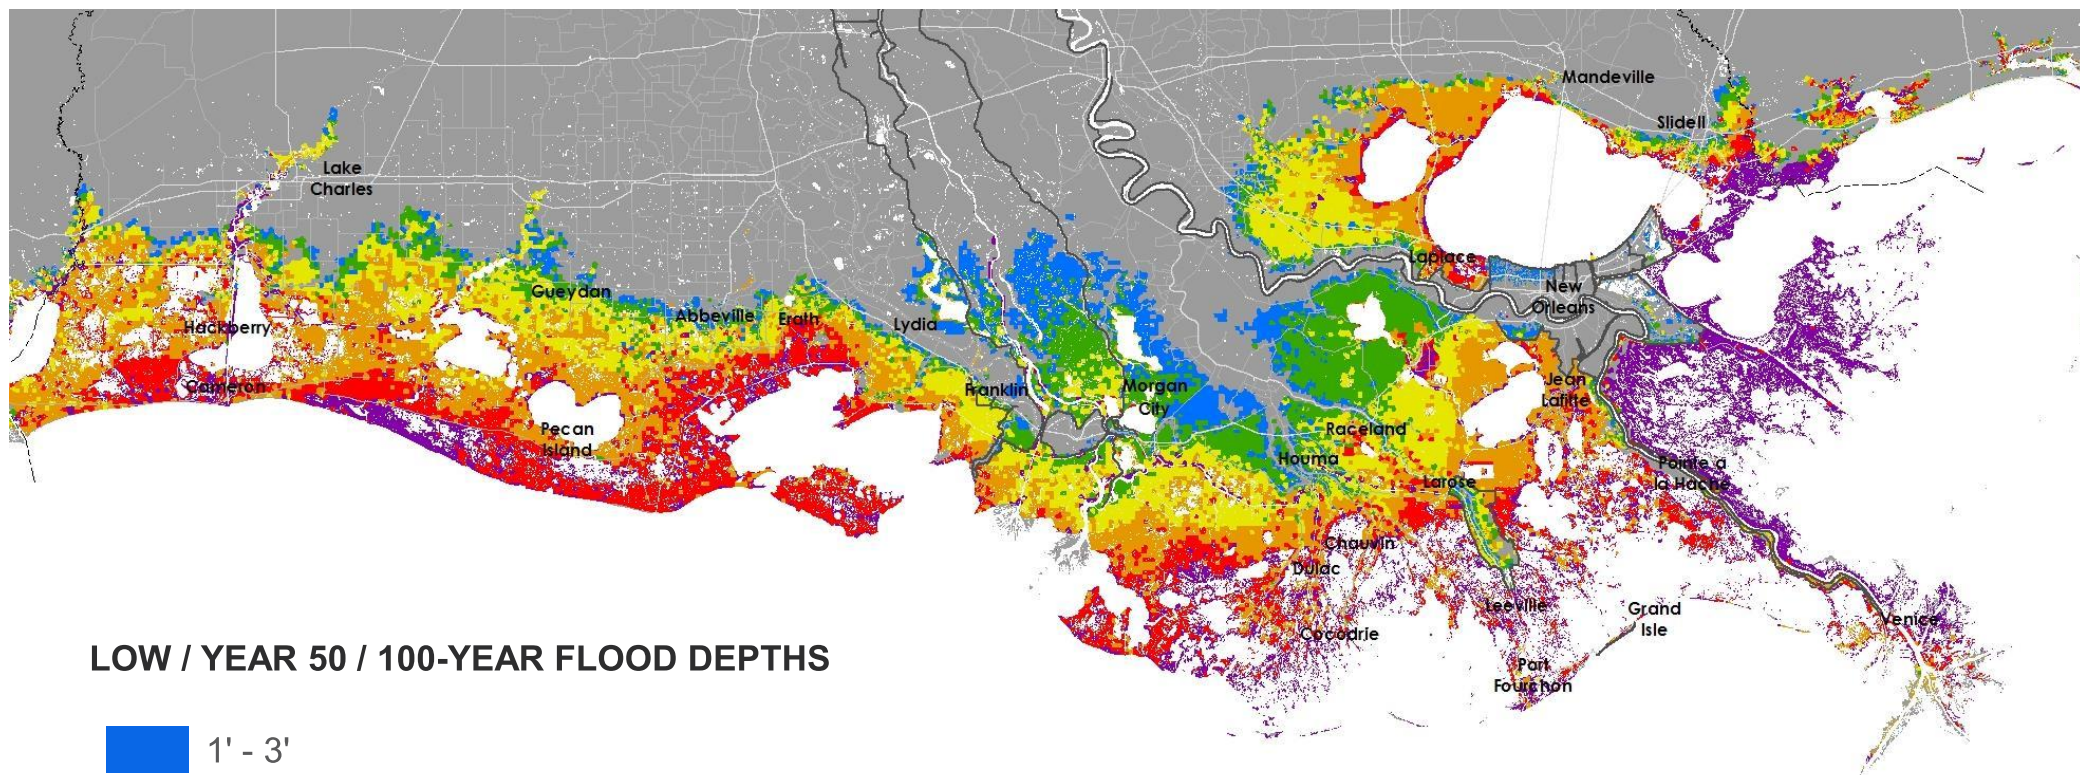 Mandeville
Slidell
Lake
Charles
Laplace
New
Orleans
Gueydan
Abbeville
Erath
Lydia
Hackberry
Cameron
Franklin
Morgan
City
Jean
Lafitte
Pecan
Island
Raceland
Houma
Larose
Pointe a
la Hache
Chauvin
Dulac
Leeville
Grand
Isle
Venice
Cocodrie
LOW / YEAR 50 / 100-YEAR FLOOD DEPTHS
Port
Fourchon
1' - 3'